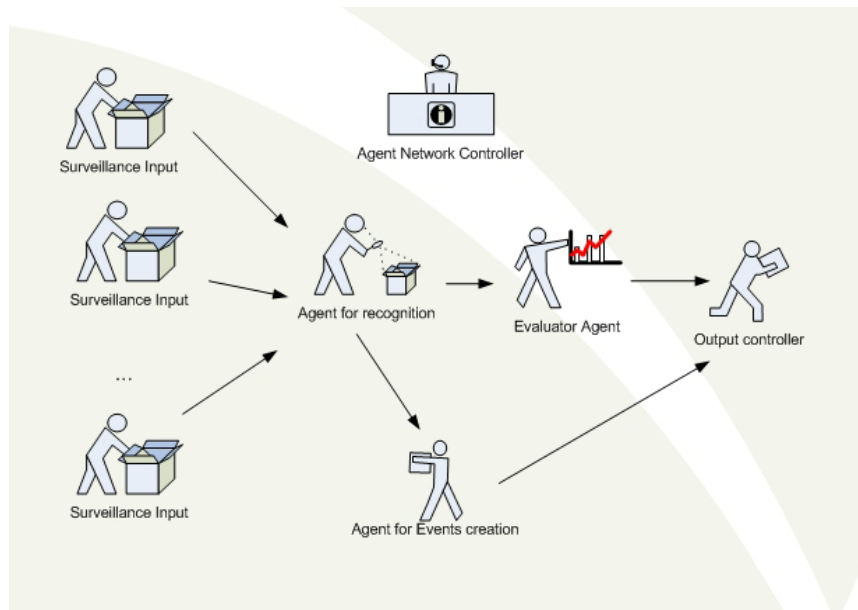 Agent Network Controller
Surveillance Input
Surveillance Input
Agent for recognition
Evaluator Agent
Output controller
...
Surveillance Input
Agent for Events creation